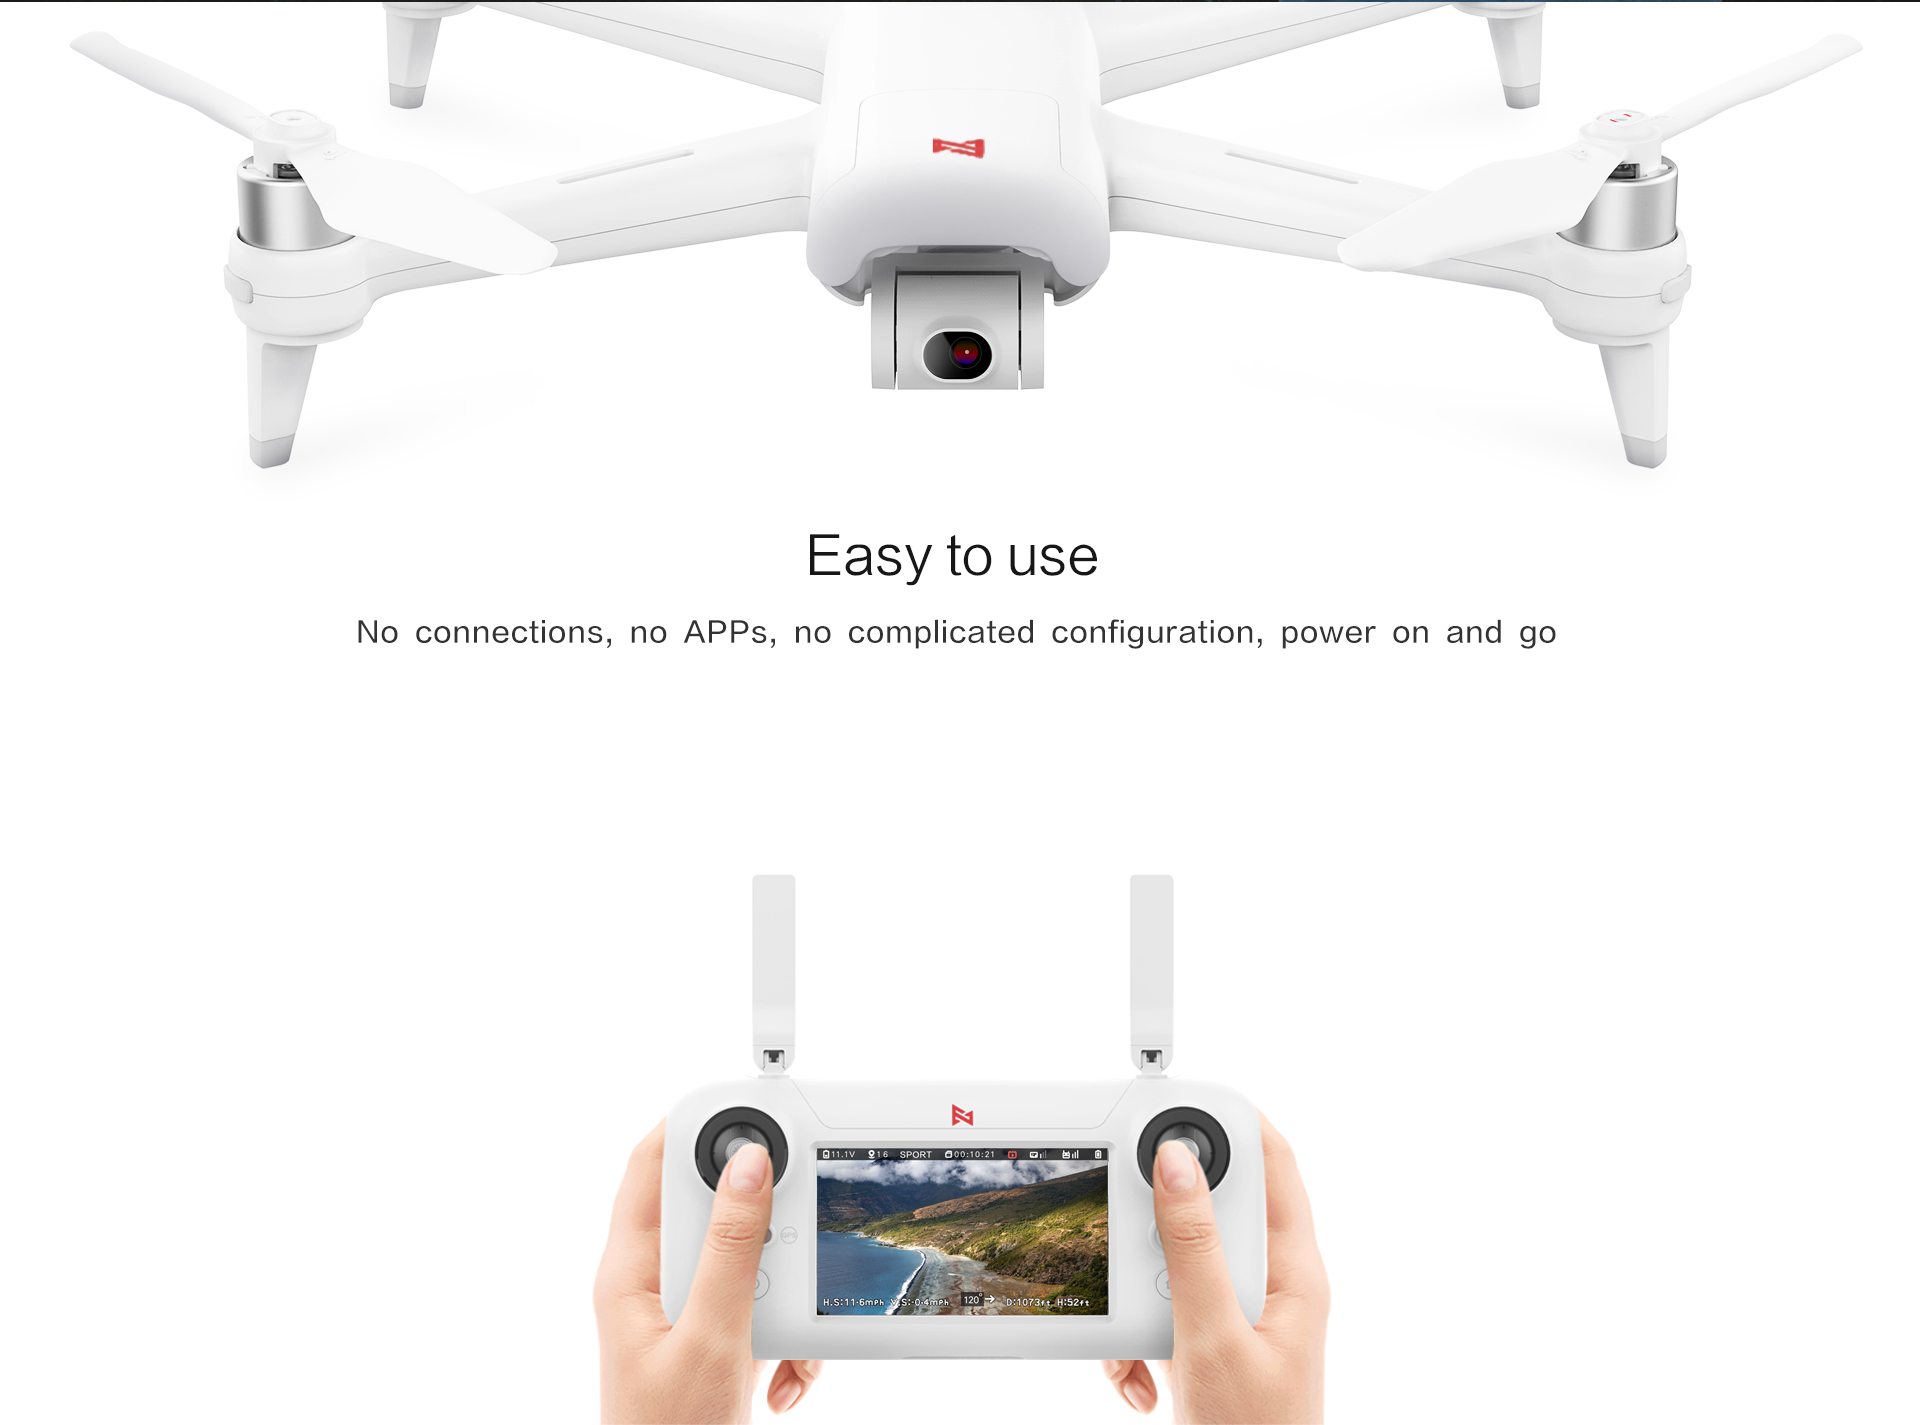 Easy to use
No connections, no APPs, no complicated configuration, power on and go
11.1V 16 SPORT 00:10:21
GPS
H.S:11.6mph V.S:-0.4mph 120° D:1073ft H:52ft